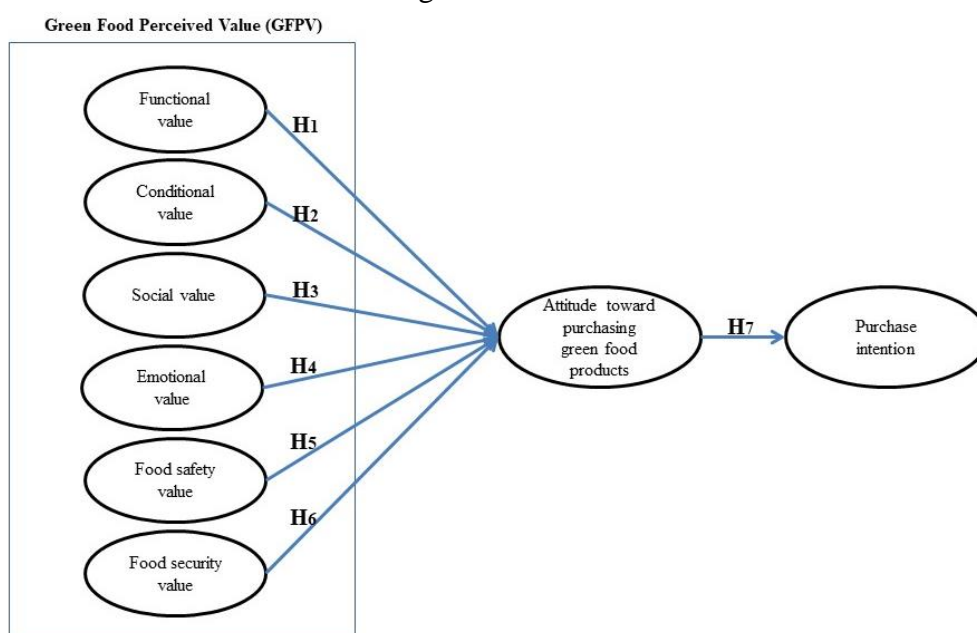 Green Food Perceived Value (GFPV)
Functional
value
H1
Conditional
value
H2
Social value
H3
Emotional
value
H4
Food safety
value
H5
Food security
value
H6
Attitude toward
purchasing
green food
products
H7
Purchase
intention